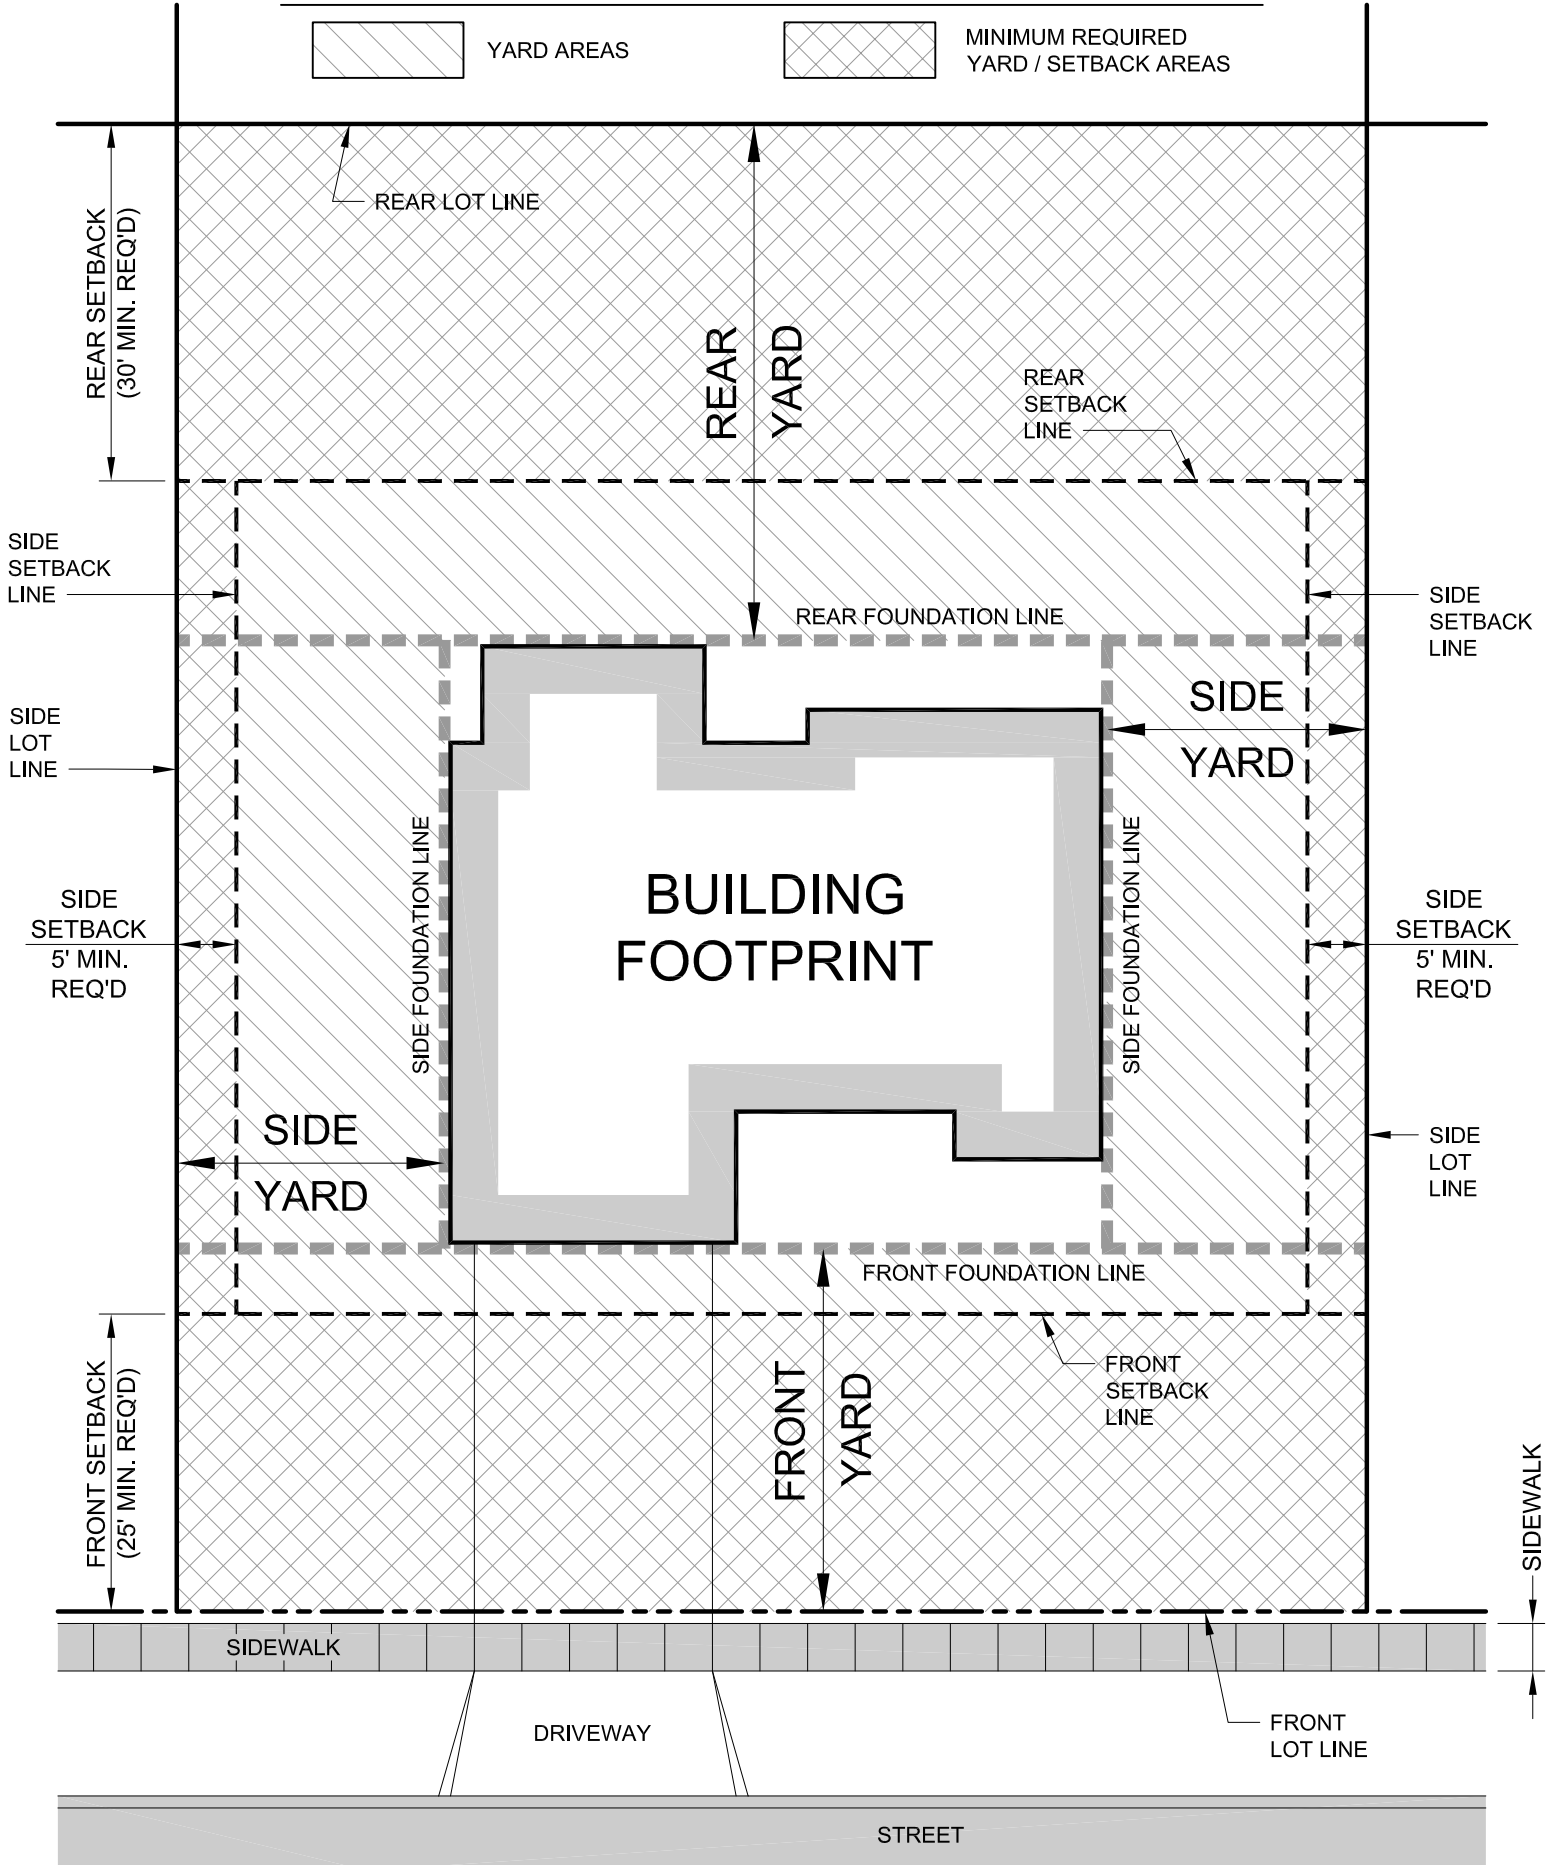 YARD AREAS
MINIMUM REQUIRED
YARD / SETBACK AREAS
REAR LOT LINE
REAR SETBACK
(30' MIN. REQ'D)
REAR
YARD
REAR
SETBACK
LINE
SIDE
SETBACK
LINE
SIDE
SETBACK
LINE
REAR FOUNDATION LINE
SIDE
LOT
LINE
SIDE
YARD
SIDE FOUNDATION LINE
BUILDING
FOOTPRINT
SIDE FOUNDATION LINE
SIDE
SETBACK
5' MIN.
REQ'D
SIDE
SETBACK
5' MIN.
REQ'D
SIDE
YARD
SIDE
LOT
LINE
FRONT FOUNDATION LINE
FRONT SETBACK
(25' MIN. REQ'D)
FRONT
YARD
FRONT
SETBACK
LINE
SIDEWALK
SIDEWALK
DRIVEWAY
FRONT
LOT LINE
STREET